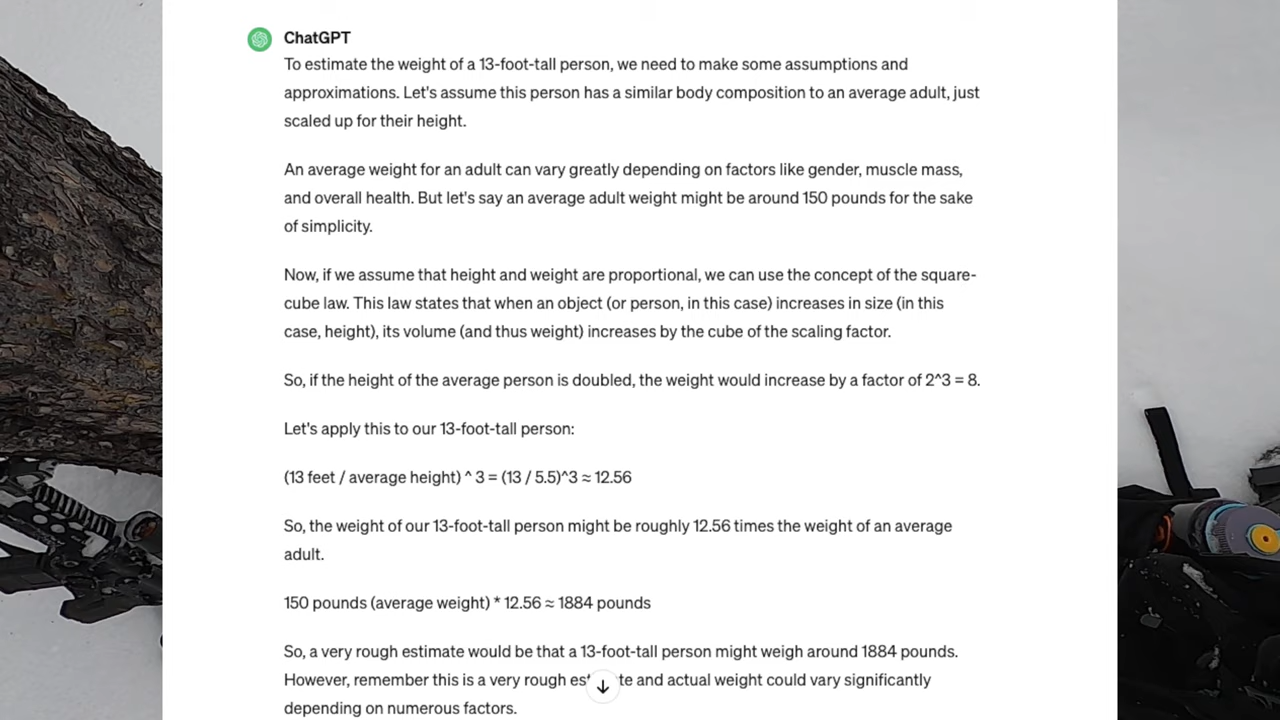 ChatGPT
To estimate the weight of a 13-foot-tall person, we need to make some assumptions and
approximations. Let's assume this person has a similar body composition to an average adult, just
scaled up for their height.
An average weight for an adult can vary greatly depending on factors like gender, muscle mass,
and overall health. But let's say an average adult weight might be around 150 pounds for the sake
of simplicity.
Now, if we assume that height and weight are proportional, we can use the concept of the square-
cube law. This law states that when an object (or person, in this case) increases in size (in this
case, height), its volume (and thus weight) increases by the cube of the scaling factor.
So, if the height of the average person is doubled, the weight would increase by a factor of 2^3 = 8.
Let's apply this to our 13-foot-tall person:
(13 feet / average height) ^ 3 = (13 / 5.5)^3 ≈ 12.56
So, the weight of our 13-foot-tall person might be roughly 12.56 times the weight of an average
adult.
150 pounds (average weight) * 12.56 ≈ 1884 pounds
So, a very rough estimate would be that a 13-foot-tall person might weigh around 1884 pounds.
However, remember this is a very rough and actual weight could vary significantly
depending on numerous factors.